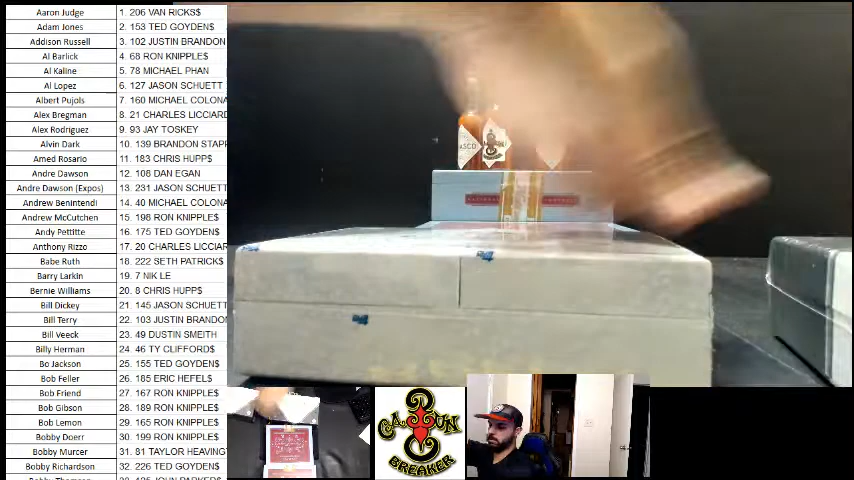 Aaron Judge 1. 206 VAN RICKS$
Adam Jones 2. 153 TED GOYDEN$
Addison Russell 3. 102 JUSTIN BRANDON
Al Barlick 4. 68 RON KNIPPLE$
Al Kaline 5. 78 MICHAEL PHAN
Al Lopez 6. 127 JASON SCHUETT
Albert Pujols 7. 160 MICHAEL COLONA
Alex Bregman 8. 21 CHARLES LICCIARD
Alex Rodriguez 9. 93 JAY TOSKEY
Alvin Dark 10. 139 BRANDON STAPP
Amed Rosario 11. 183 CHRIS HUPP$
Andre Dawson 12. 108 DAN EGAN
Andre Dawson (Expos) 13. 231 JASON SCHUETT
Andrew Benintendi 14. 40 MICHAEL COLONA
Andrew McCutchen 15. 198 RON KNIPPLE$
Andy Pettitte 16. 175 TED GOYDEN$
Anthony Rizzo 17. 20 CHARLES LICCIAR
Babe Ruth 18. 222 SETH PATRICK$
Barry Larkin 19. 7 NIK LE
Bernie Williams 20. 8 CHRIS HUPP$
Bill Dickey 21. 145 JASON SCHUETT
Bill Terry 22. 103 JUSTIN BRANDO
Bill Veeck 23. 49 DUSTIN SMEITH
Billy Herman 24. 46 TY CLIFFORD$
Bo Jackson 25. 155 TED GOYDEN$
Bob Feller 26. 185 ERIC HEFEL$
Bob Friend 27. 167 RON KNIPPLE$
Bob Gibson 28. 189 RON KNIPPLE$
Bob Lemon 29. 165 RON KNIPPLE$
Bobby Doerr 30. 199 RON KNIPPLE$
Bobby Murcer 31. 81 TAYLOR HEAVING
Bobby Richardson 32. 226 TED GOYDEN$
CAJUN
BREAKER